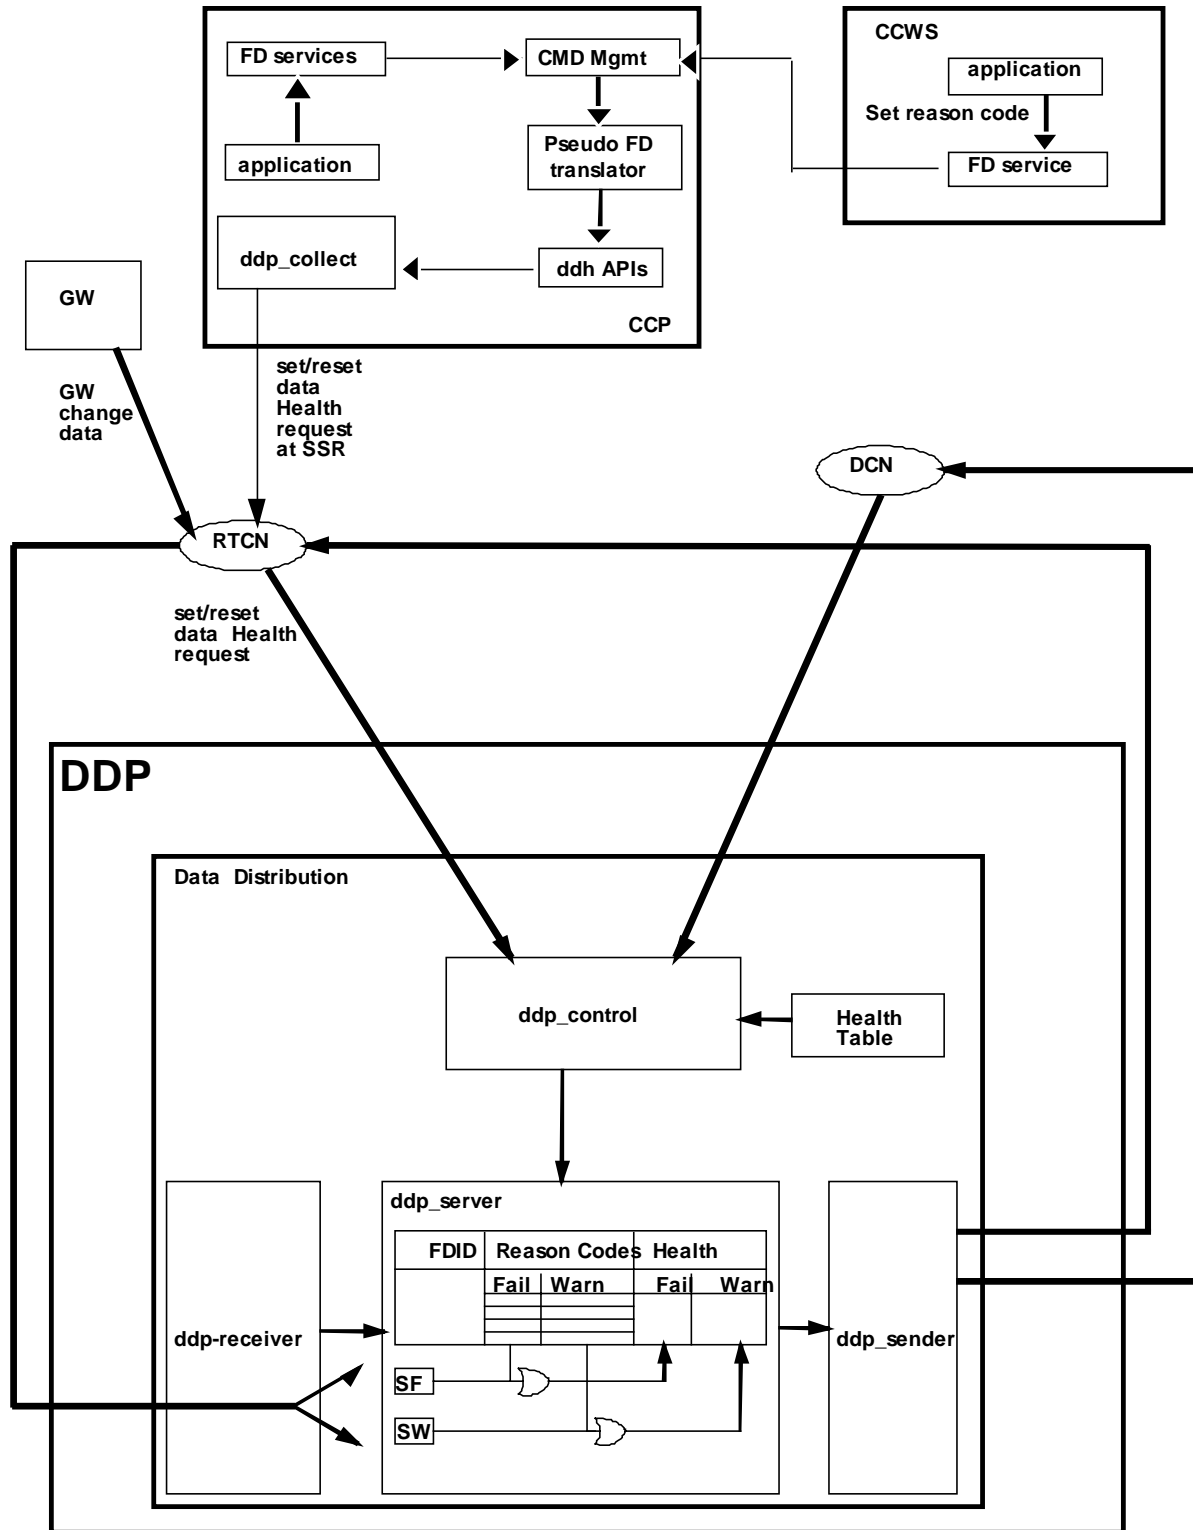 FD services
CMD Mgmt
CCWS
application
Set reason code
FD service
Pseudo FD
translator
application
ddp_collect
ddh APIs
CCP
GW
GW
change
data
set/reset
data
Health
request
at SSR
DCN
RTCN
set/reset
data Health
request
DDP
Data Distribution
ddp_control
Health
Table
ddp_server
FDID
Reason Codes
Health
Fail
Warn
Fail
Warn
ddp-receiver
ddp_sender
SF
SW